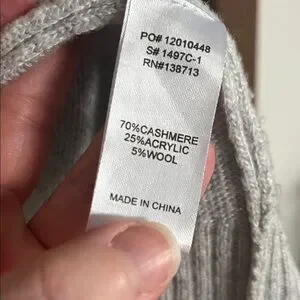 PO# 12010448
S# 1497C-1
RN#138713
70%CASHMERE
25%ACRYLIC
5%WOOL
MADE IN CHINA